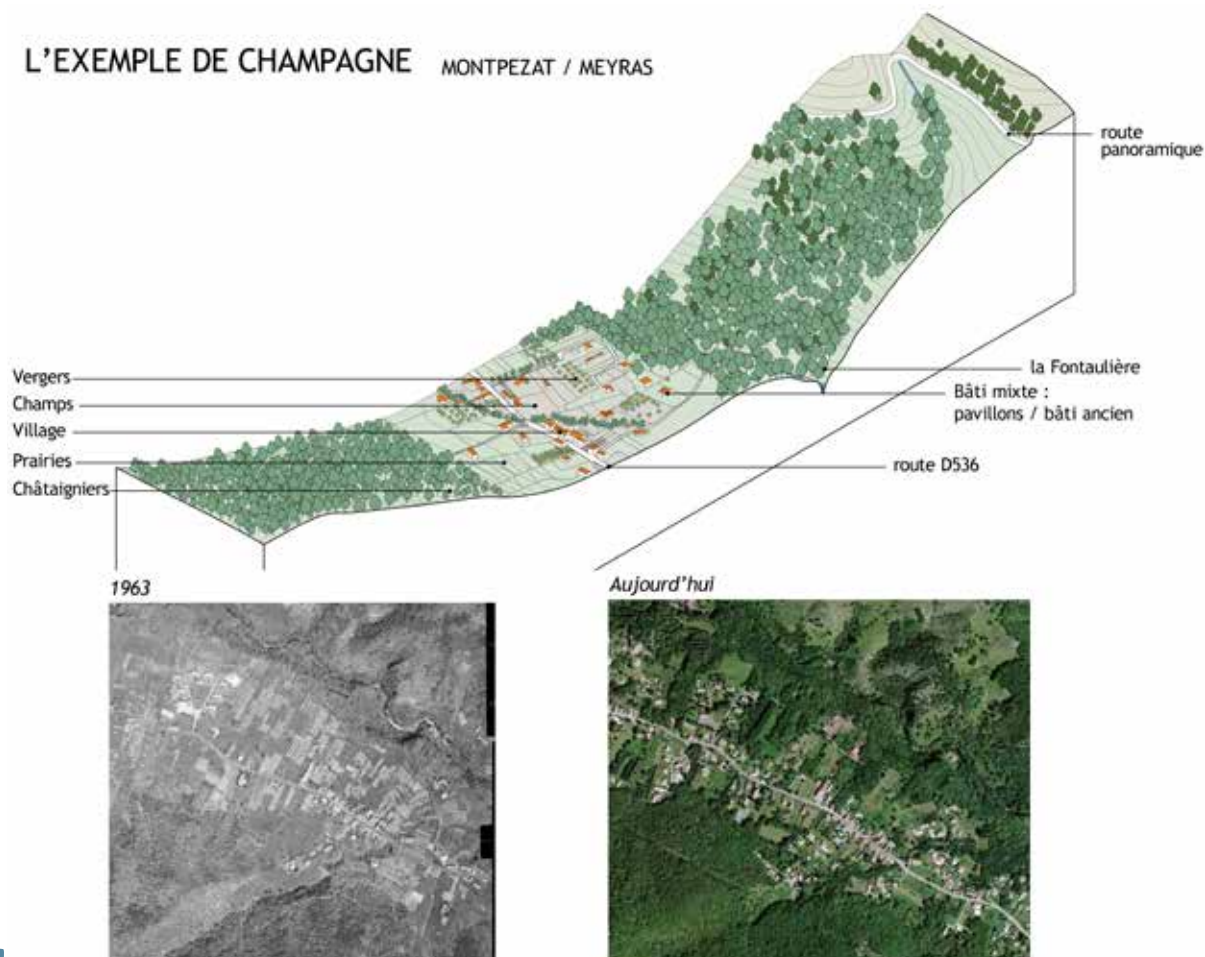 L'EXEMPLE DE CHAMPAGNE MONTPEZAT / MEYRAS
route
panoramique
Vergers
Champs
Village
Prairies
Châtaigniers
la Fontaulière
Bâti mixte :
pavillons / bâti ancien
route D536
1963
Aujourd'hui